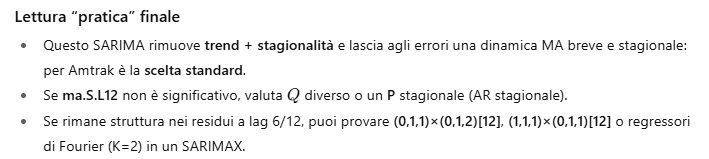 Lettura “pratica” finale
• Questo SARIMA rimuove trend + stagionalità e lascia agli errori una dinamica MA breve e stagionale:
per Amtrak è la scelta standard.
• Se ma.S.L12 non è significativo, valuta Q diverso o un P stagionale (AR stagionale).
• Se rimane struttura nei residui a lag 6/12, puoi provare (0,1,1)×(0,1,2)[12], (1,1,1)×(0,1,1)[12] o regressori
di Fourier (K=2) in un SARIMAX.